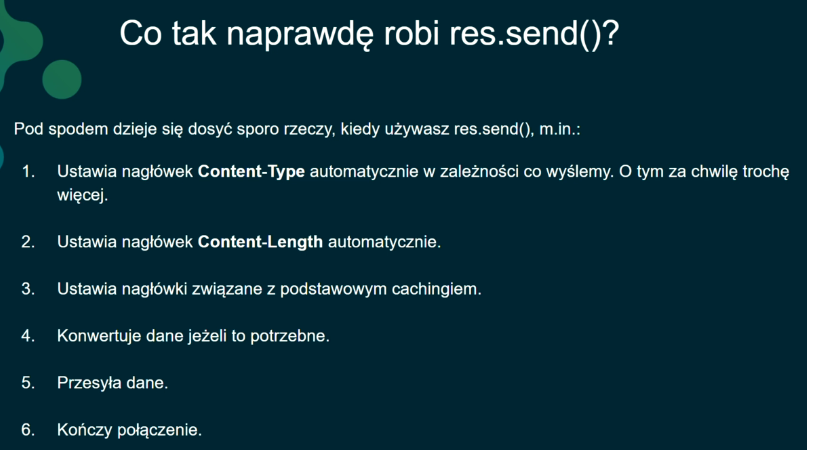 Co tak naprawdę robi res.send()?
Pod spodem dzieje się dosyć sporo rzeczy, kiedy używasz res.send(), m.in.:
1. Ustawia nagłówek Content-Type automatycznie w zależności co wyślemy. O tym za chwilę trochę
więcej.
2. Ustawia nagłówek Content-Length automatycznie.
3. Ustawia nagłówki związane z podstawowym cachingiem.
4. Konwertuje dane jeżeli to potrzebne.
5. Przesyła dane.
6. Kończy połączenie.